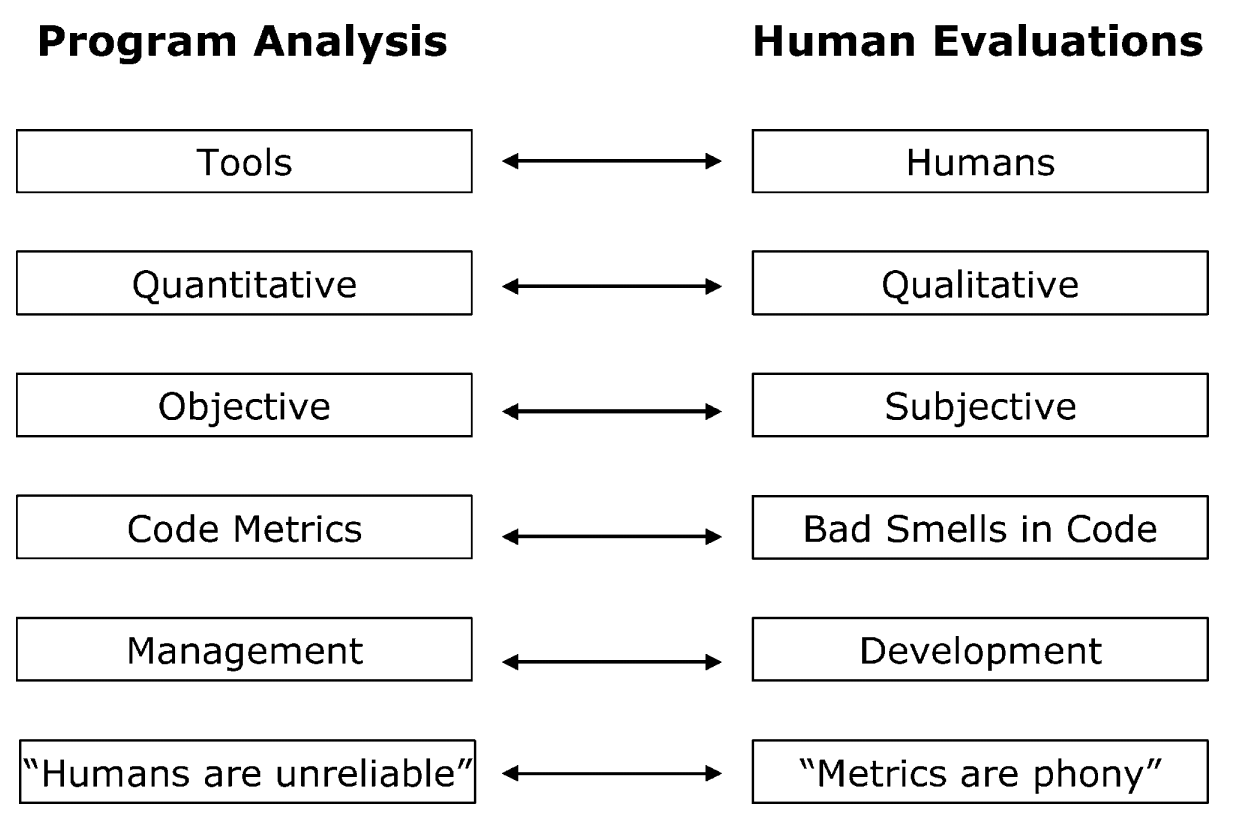 Program Analysis
Human Evaluations
Tools
Humans
Quantitative
Qualitative
Objective
Subjective
Code Metrics
Bad Smells in Code
Management
Development
“Humans are unreliable”
“Metrics are phony”